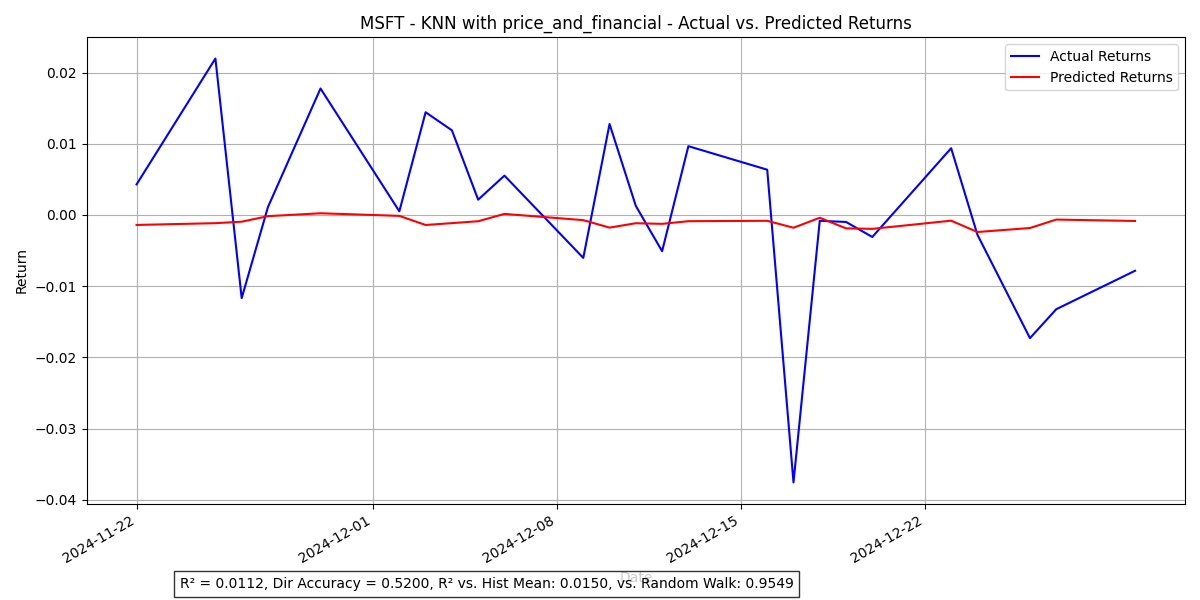 MSFT - KNN with price_and_financial - Actual vs. Predicted Returns
Actual Returns
Predicted Returns
0.02
0.01
0.00
−0.01
−0.02
−0.03
−0.04
Return
2024-11-22
2024-12-01
2024-12-08
2024-12-15
2024-12-22
Date
R² = 0.0112, Dir Accuracy = 0.5200, R² vs. Hist Mean: 0.0150, vs. Random Walk: 0.9549